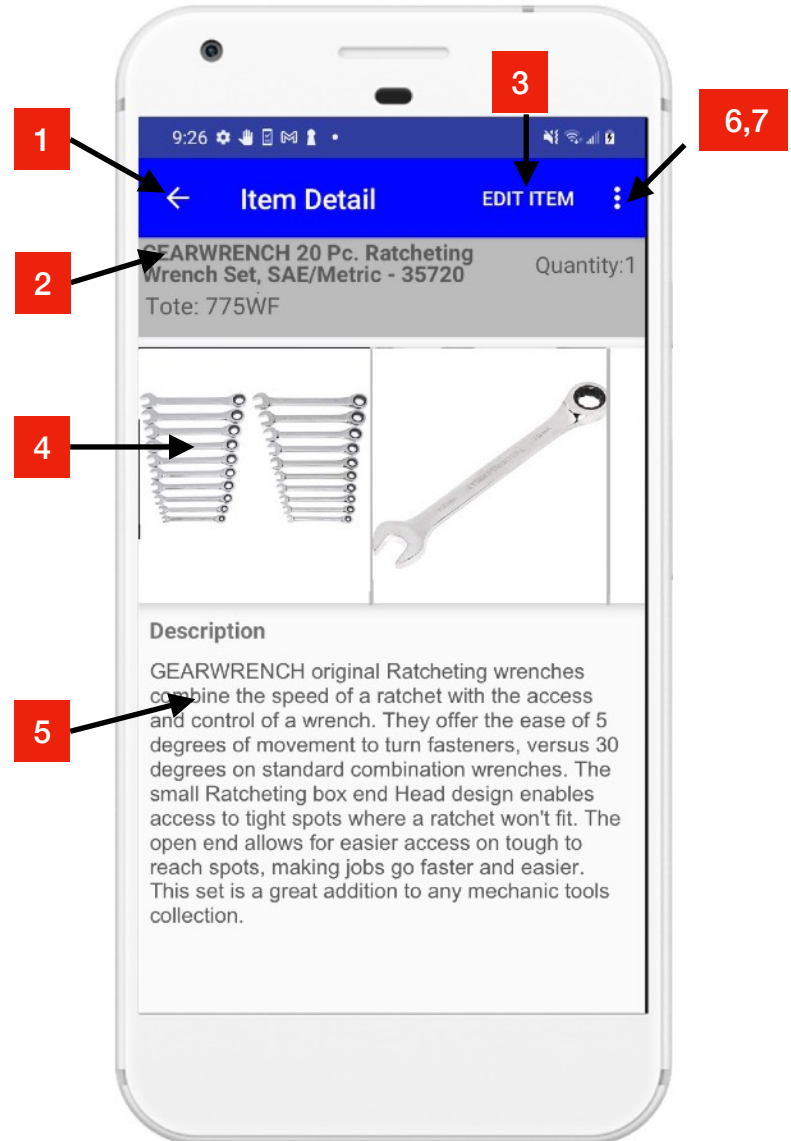 3
6,7
1
9:26
Item Detail
EDIT ITEM
2
GEARWRENCH 20 Pc. Ratcheting
Wrench Set, SAE/Metric - 35720
Quantity:1
Tote: 775WF
4
Description
5
GEARWRENCH original Ratcheting wrenches
combine the speed of a ratchet with the access
and control of a wrench. They offer the ease of 5
degrees of movement to turn fasteners, versus 30
degrees on standard combination wrenches. The
small Ratcheting box end Head design enables
access to tight spots where a ratchet won't fit. The
open end allows for easier access on tough to
reach spots, making jobs go faster and easier.
This set is a great addition to any mechanic tools
collection.